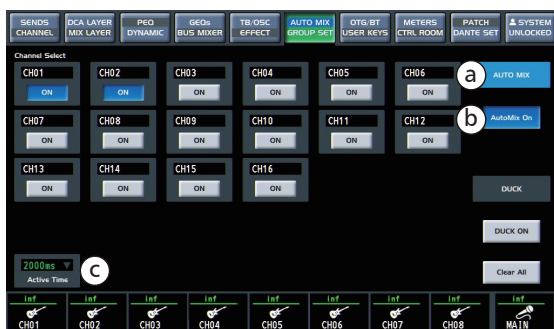 SENDS DCA LAYER PEQ GEQs TB/OSC AUTO MIX OTG/BT METERS PATCH SYSTEM
CHANNEL MIX LAYER DYNAMIC BUS MIXER EFFECT GROUP SET USER KEYS CTRL ROOM DANTE SET UNLOCKED
Channel Select
CH01 CH02 CH03 CH04 CH05 CH06 a AUTO MIX
ON ON ON ON ON ON
CH07 CH08 CH09 CH10 CH11 CH12 b AutoMix On
ON ON ON ON ON ON
CH13 CH14 CH15 CH16
ON ON ON ON DUCK
DUCK ON
2000ms c
Active Time Clear All
inf inf inf inf inf inf inf inf inf
CH01 CH02 CH03 CH04 CH05 CH06 CH07 CH08 MAIN